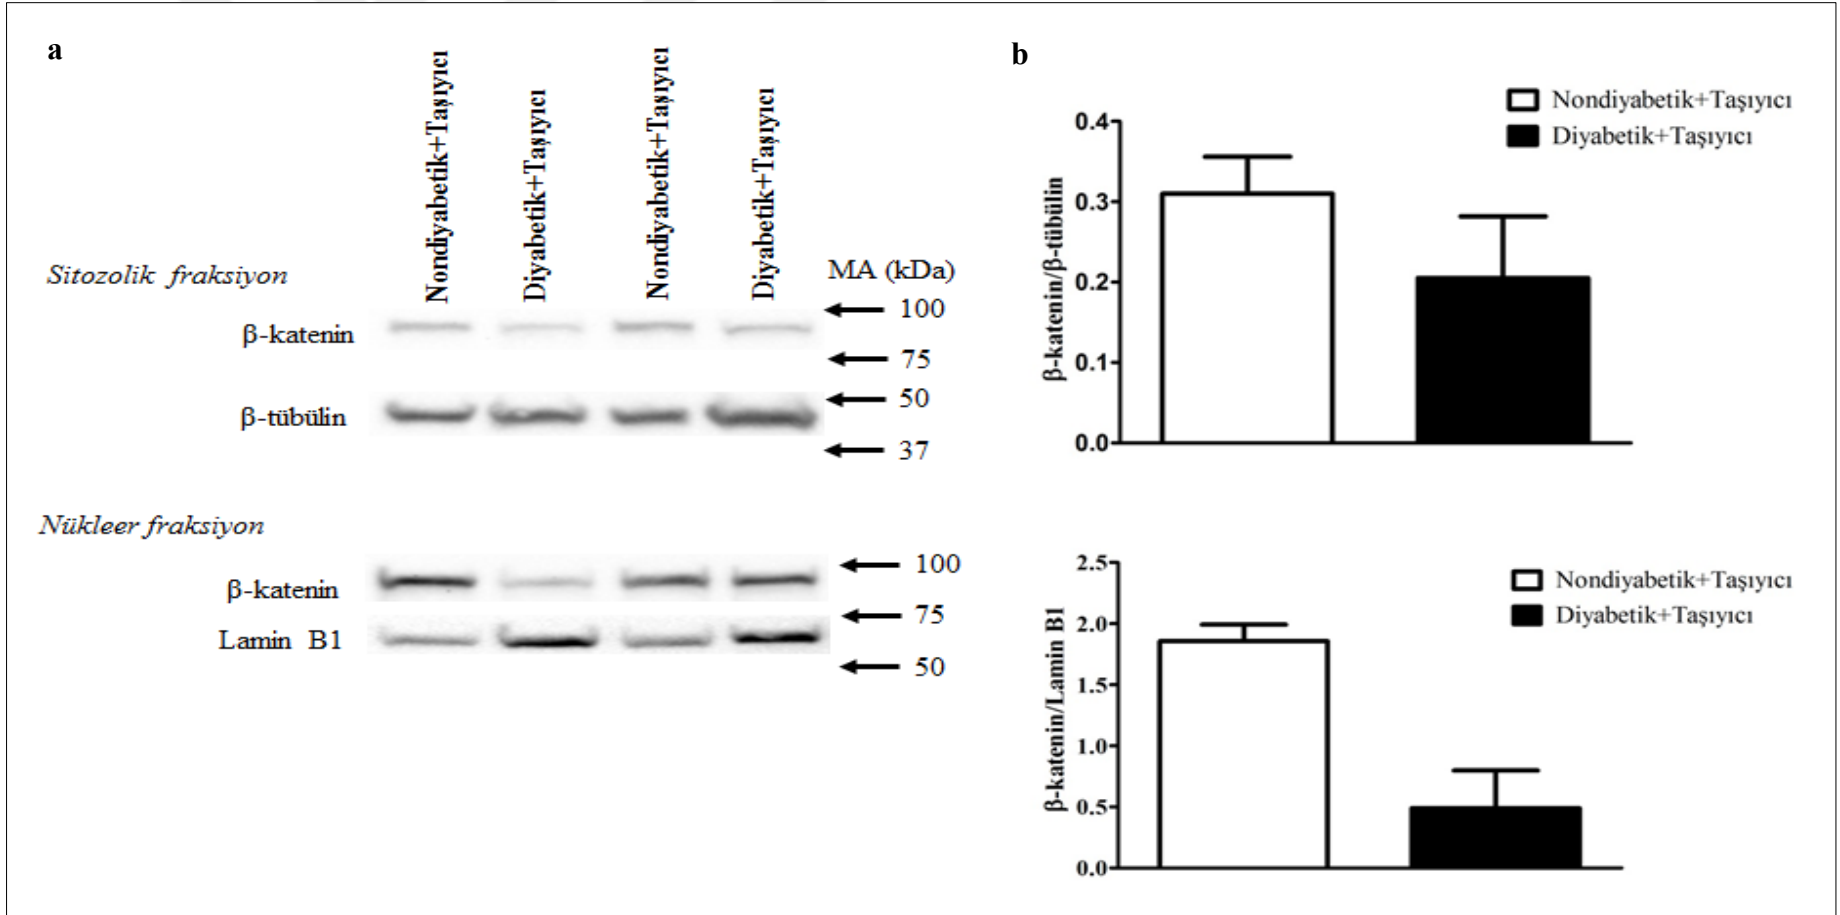 a
Nondiyabetik+Taşıyıcı
Diyabetik+Taşıyıcı
Nondiyabetik+Taşıyıcı
Diyabetik+Taşıyıcı
Sitozolik fraksiyon
MA (kDa)
β-katenin
100
75
β-tübülin
50
37
Nükleer fraksiyon
β-katenin
100
75
Lamin B1
50
b
Nondiyabetik+Taşıyıcı
Diyabetik+Taşıyıcı
β-katenin/β-tübülin
0.4
0.3
0.2
0.1
0.0
Nondiyabetik+Taşıyıcı
Diyabetik+Taşıyıcı
β-katenin/Lamin B1
2.5
2.0
1.5
1.0
0.5
0.0